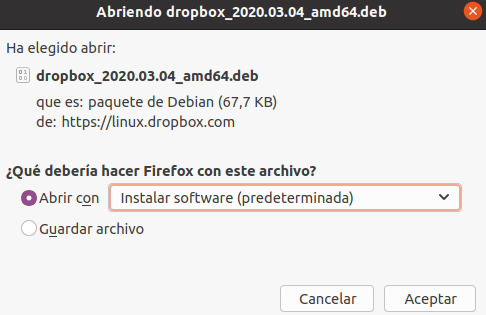 Abriendo dropbox_2020.03.04_amd64.deb
Ha elegido abrir:
dropbox_2020.03.04_amd64.deb
que es: paquete de Debian (67,7 KB)
de: https://linux.dropbox.com
¿Qué debería hacer Firefox con este archivo?
Abrir con Instalar software (predeterminada)
Guardar archivo
Cancelar Aceptar